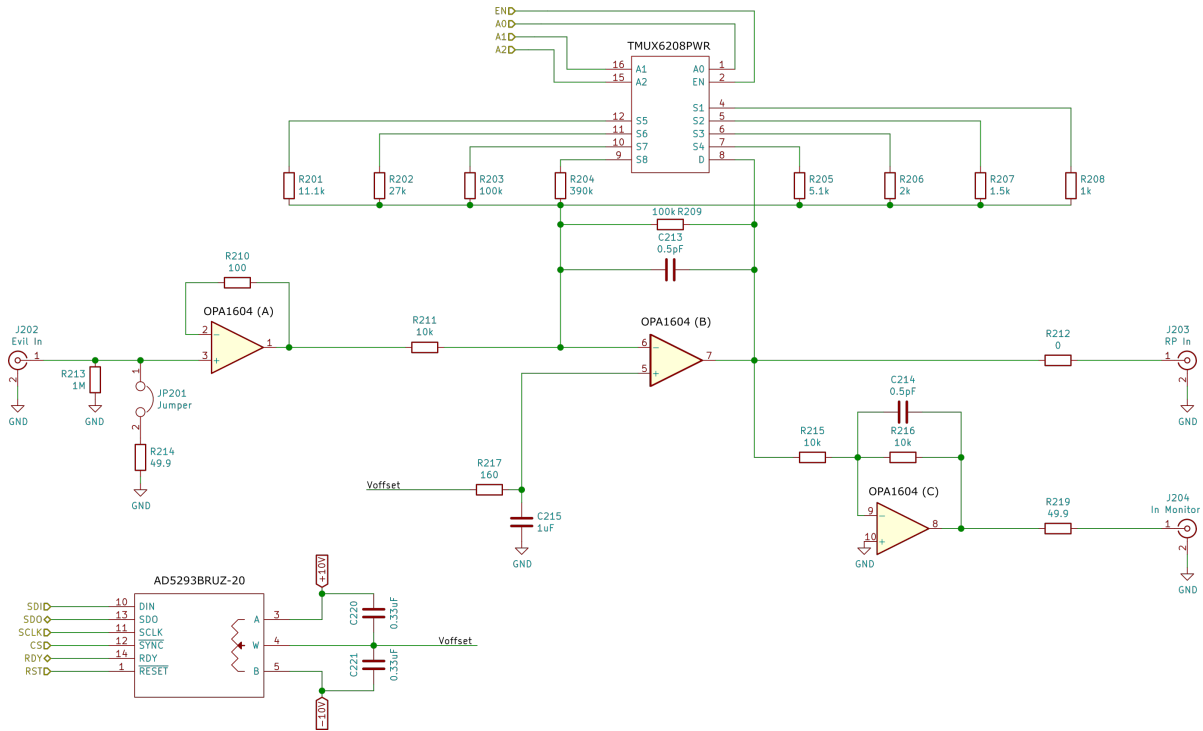 EN
A0
A1
A2
TMUX6208PWR
16 A1
15 A2
12 S5
11 S6
10 S7
9 S8
A0 1
EN 2
S1 4
S2 5
S3 6
S4 7
D 8
R201
11.1k
R202
27k
R203
100k
R204
390k
R205
5.1k
R206
2k
R207
1.5k
R208
1k
100k R209
C213
0.5pF
R210
100
OPA1604 (A)
2
3
1
−
+
J202
Evil In
1
2
GND
R213
1M
GND
1
JP201
Jumper
2
R214
49.9
GND
R211
10k
OPA1604 (B)
6
5
7
−
+
R212
0
J203
RP In
1
2
GND
C214
0.5pF
R215
10k
R216
10k
OPA1604 (C)
9
10
8
−
+
GND
R219
49.9
J204
In Monitor
1
2
GND
Voffset
R217
160
C215
1uF
GND
AD5293BRUZ-20
SDI
SDO
SCLK
CS
RDY
RST
10 DIN
13 SDO
11 SCLK
12 SYNC
14 RDY
1 RESET
A 3
W 4
B 5
+10V
C220
0.33uF
Voffset
C221
0.33uF
−10V